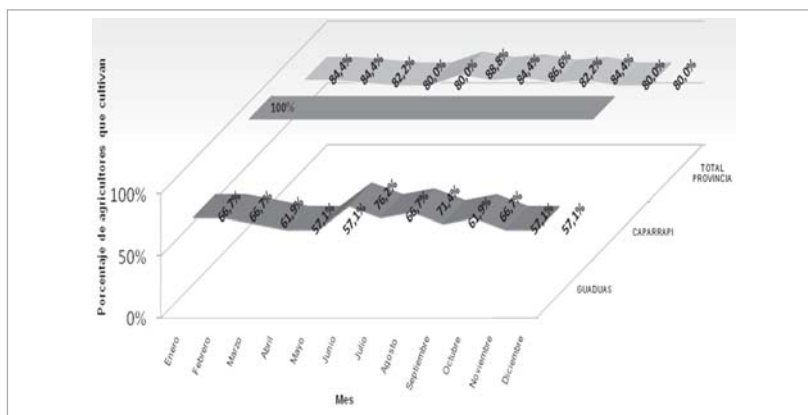 Porcentaje de agricultores que cultivan
84,4% 84,4% 82,2% 80,0% 80,0% 88,8% 84,4% 86,6% 82,2% 84,4% 80,0% 80,0%
100%
66,7% 66,7% 61,9% 57,1% 57,1% 76,2% 66,7% 71,4% 61,9% 66,7% 57,1% 57,1%
100%
50%
0%
TOTAL
PROVINCIA
CAPARRAPI
GUADUAS
Enero Febrero Marzo Abril Mayo Junio Julio Agosto Septiembre Octubre Noviembre Diciembre
Mes